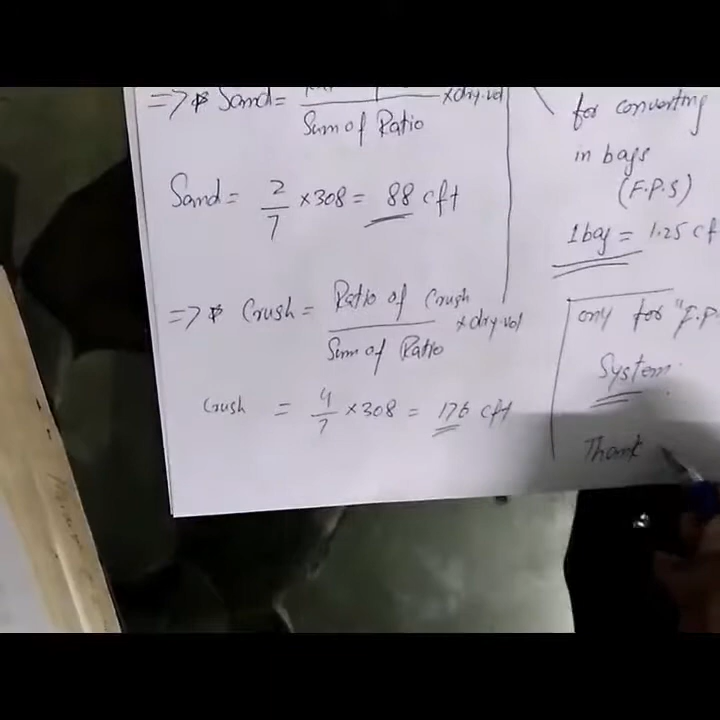 => Sand = × dry.vol
Sum of Ratio
Sand = 2/7 × 308 = 88 cft
=> Crush = Ratio of Crush × dry.vol
Sum of Ratio
Crush = 4/7 × 308 = 176 cft
for converting
in bags
(F.P.S)
1 bag = 1.25 cf
only for "F.P.
System.
Thank